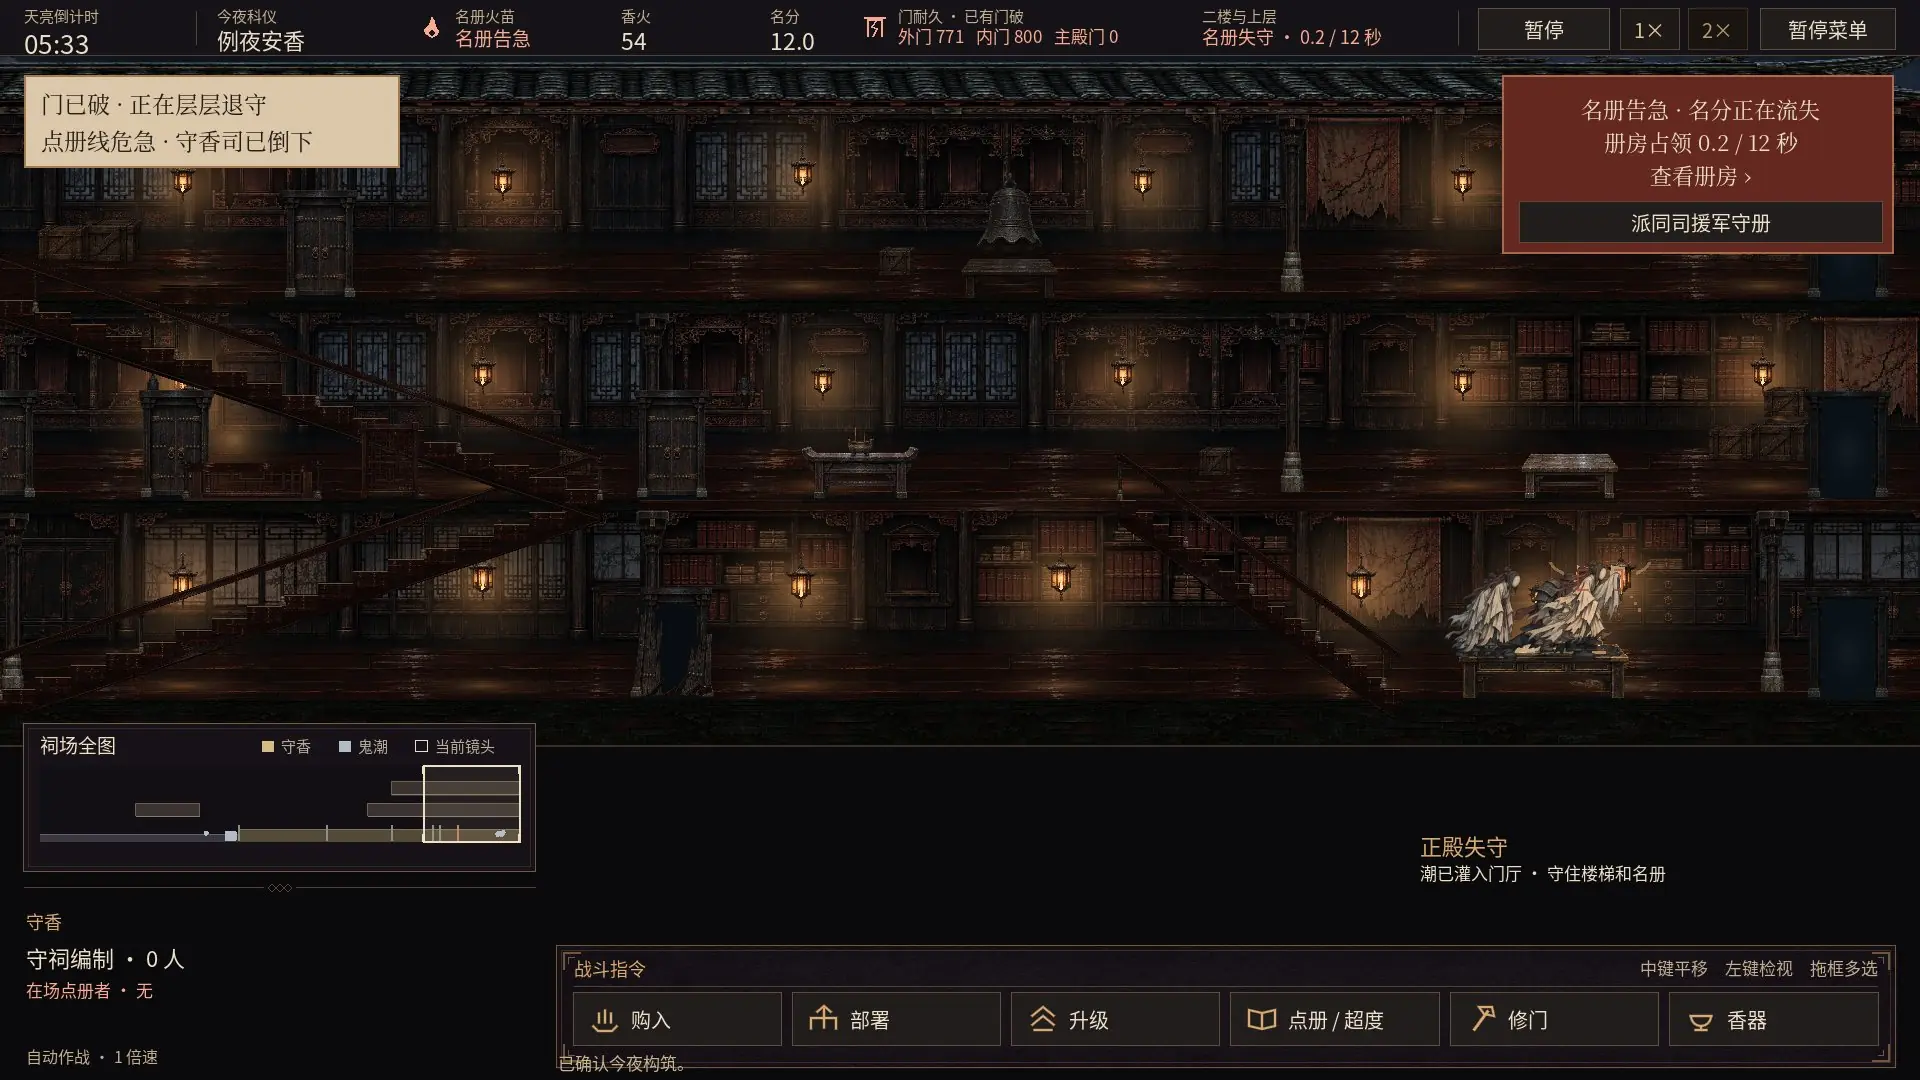 天亮倒计时
05:33
今夜科仪
例夜安香
名册火苗
名册告急
香火
54
名分
12.0
门耐久 · 已有门破
外门 771 内门 800 主殿门 0
二楼与上层
名册失守 · 0.2 / 12 秒
暂停
1×
2×
暂停菜单
门已破 · 正在层层退守
点册线危急 · 守香司已倒下
名册告急 · 名分正在流失
册房占领 0.2 / 12 秒
查看册房 ›
派同司援军守册
祠场全图
守香
鬼潮
当前镜头
正殿失守
潮已灌入门厅 · 守住楼梯和名册
守香
守祠编制 · 0 人
在场点册者 · 无
自动作战 · 1 倍速
战斗指令
中键平移 左键检视 拖框多选
购入
部署
升级
点册 / 超度
修门
香器
已确认今夜构筑。